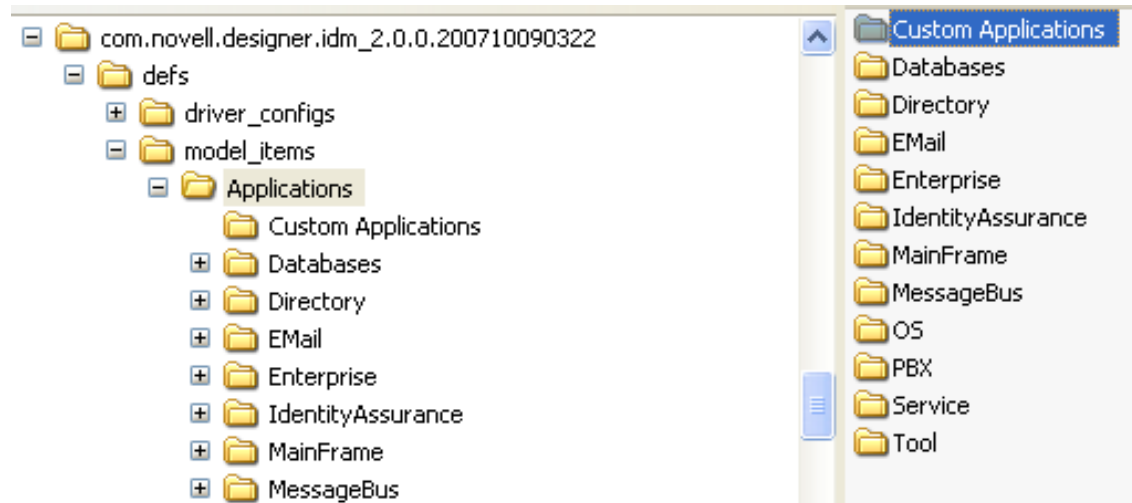 com.novell.designer.idm_2.0.0.200710090322
defs
driver_configs
model_items
Applications
Custom Applications
Databases
Directory
EMail
Enterprise
IdentityAssurance
MainFrame
MessageBus
Custom Applications
Databases
Directory
EMail
Enterprise
IdentityAssurance
MainFrame
MessageBus
OS
PBX
Service
Tool